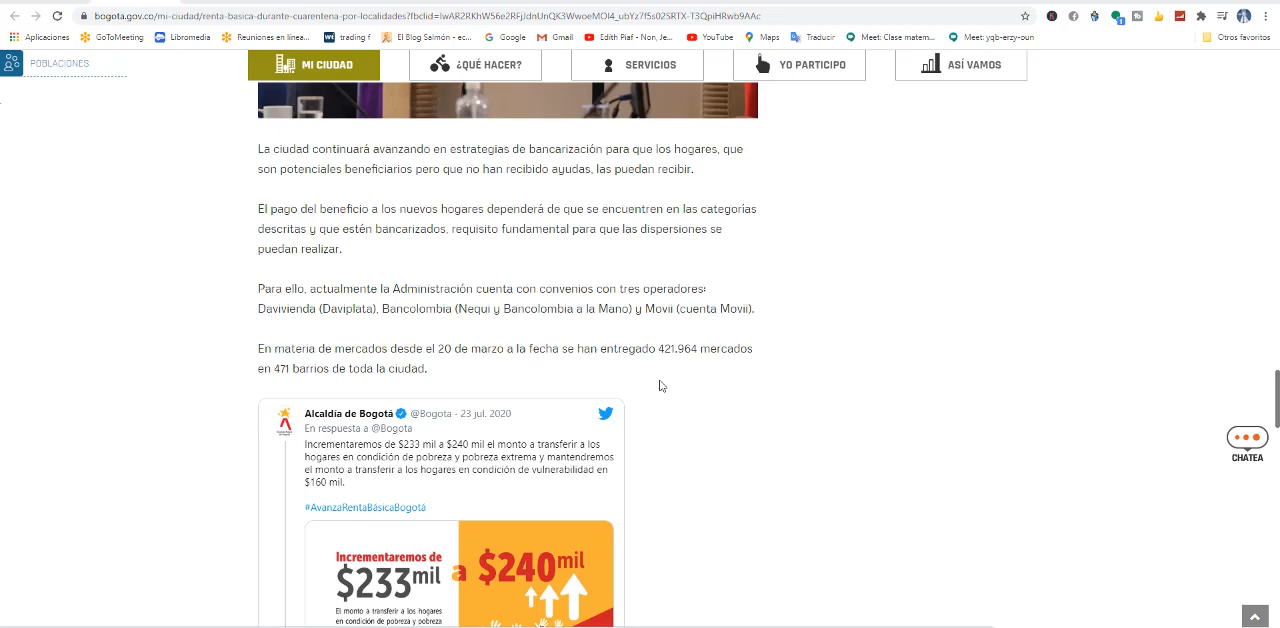 bogota.gov.co/mi-ciudad/renta-basica-durante-cuarentena-por-localidades?fbclid=IwAR2RKhW56e2RFJJdnUnQK3WwoeMOI4_ubYz7f5s02SRTX-T3QpiHRwb9AAc
Aplicaciones GoToMeeting Libromedia Reuniones en línea... trading f El Blog Salmón - ec... Google Gmail Edith Piaf - Non, Je... YouTube Maps Traducir Meet: Clase matem... Meet: yqb-erzy-oun Otros favoritos
POBLACIONES MI CIUDAD ¿QUÉ HACER? SERVICIOS YO PARTICIPO ASÍ VAMOS
La ciudad continuará avanzando en estrategias de bancarización para que los hogares, que
son potenciales beneficiarios pero que no han recibido ayudas, las puedan recibir.
El pago del beneficio a los nuevos hogares dependerá de que se encuentren en las categorías
descritas y que estén bancarizados, requisito fundamental para que las dispersiones se
puedan realizar.
Para ello, actualmente la Administración cuenta con convenios con tres operadores:
Davivienda (Daviplata), Bancolombia (Nequi y Bancolombia a la Mano) y Movii (cuenta Movii).
En materia de mercados desde el 20 de marzo a la fecha se han entregado 421.964 mercados
en 471 barrios de toda la ciudad.
Alcaldía de Bogotá @Bogota - 23 jul. 2020
En respuesta a @Bogota
Incrementaremos de $233 mil a $240 mil el monto a transferir a los
hogares en condición de pobreza y pobreza extrema y mantendremos
el monto a transferir a los hogares en condición de vulnerabilidad en
$160 mil.
#AvanzaRentaBásicaBogotá
Incrementaremos de
$233 mil a $240 mil
El monto a transferir a los hogares
en condición de pobreza y pobreza
CHATEA